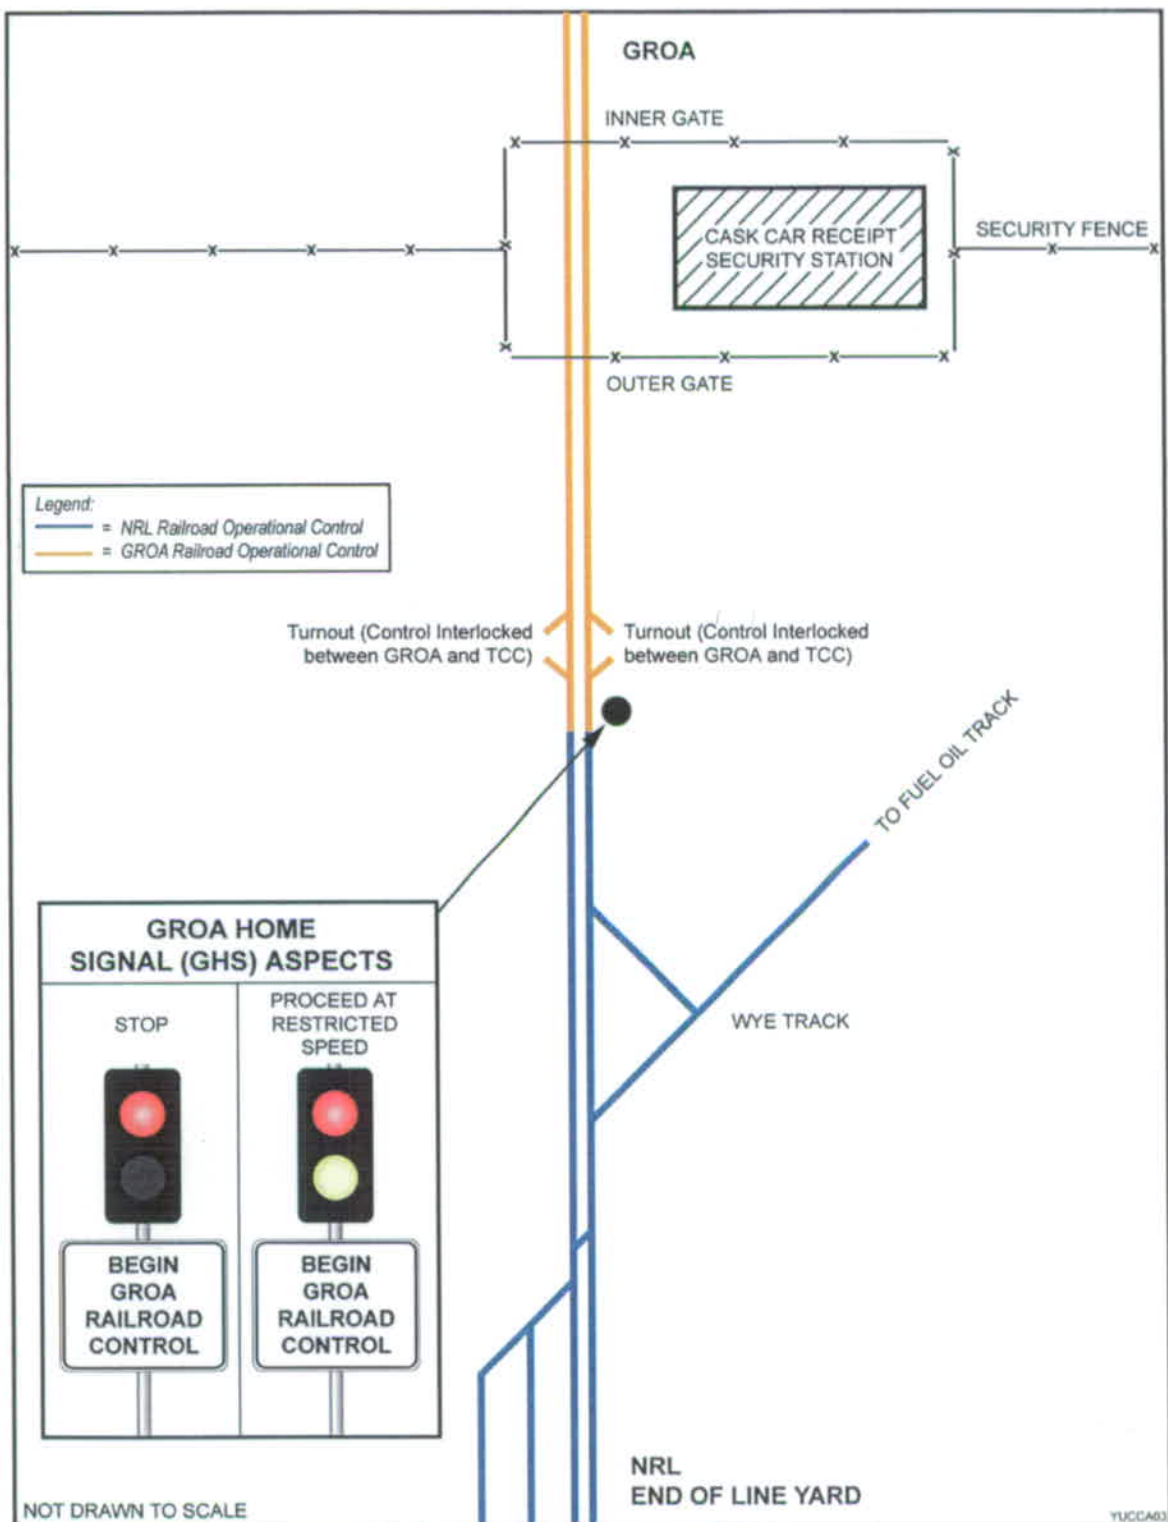 GROA
INNER GATE
CASK CAR RECEIPT
SECURITY STATION
SECURITY FENCE
OUTER GATE
Legend:
= NRL Railroad Operational Control
= GROA Railroad Operational Control
Turnout (Control Interlocked
between GROA and TCC)
Turnout (Control Interlocked
between GROA and TCC)
TO FUEL OIL TRACK
WYE TRACK
GROA HOME
SIGNAL (GHS) ASPECTS
STOP
PROCEED AT
RESTRICTED
SPEED
BEGIN
GROA
RAILROAD
CONTROL
BEGIN
GROA
RAILROAD
CONTROL
NRL
END OF LINE YARD
NOT DRAWN TO SCALE